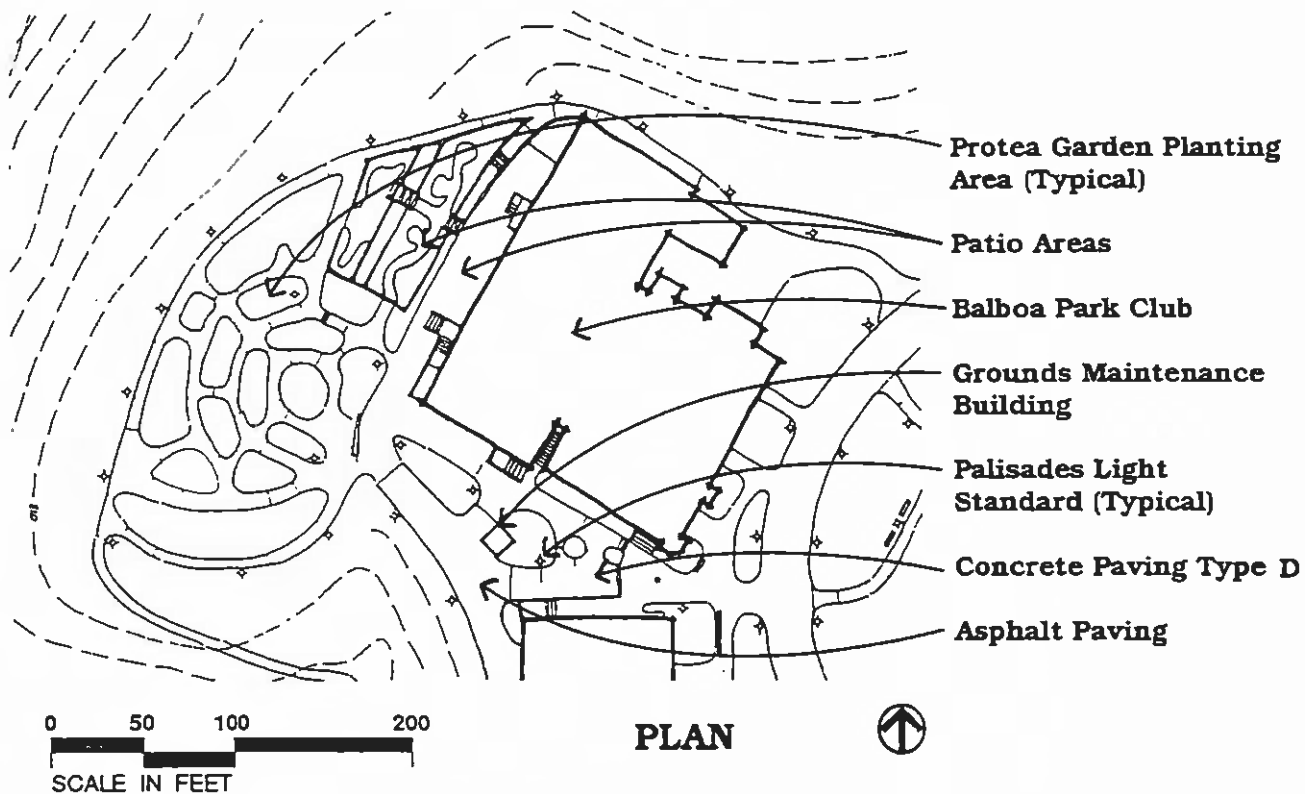 Protea Garden Planting
Area (Typical)
Patio Areas
Balboa Park Club
Grounds Maintenance
Building
Palisades Light
Standard (Typical)
Concrete Paving Type D
Asphalt Paving
0 50 100 200
SCALE IN FEET
PLAN